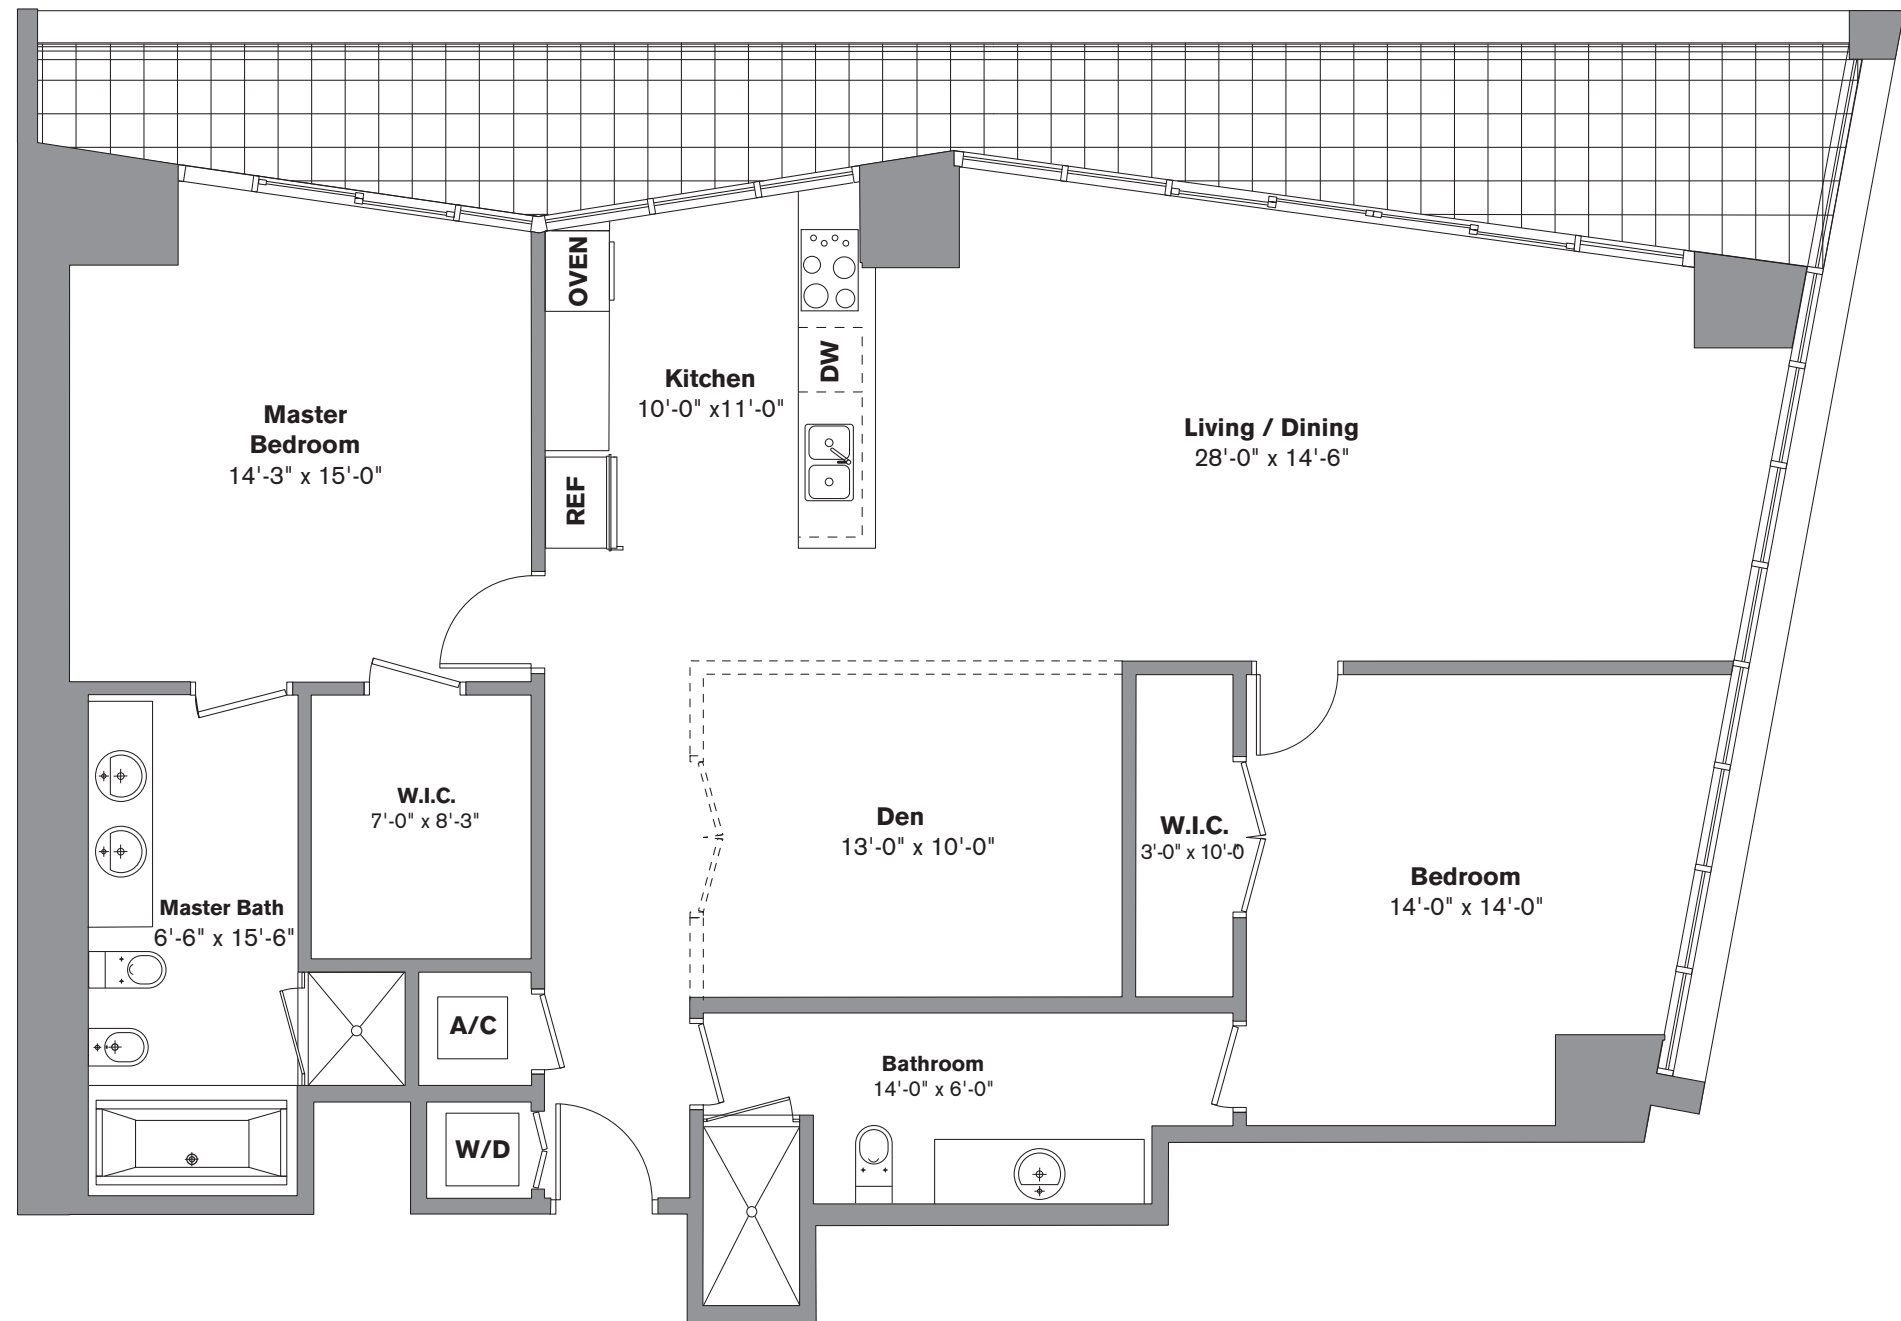 OVEN
DW
Kitchen
10'-0" x11'-0"
Master
Bedroom
14'-3" x 15'-0"
Living / Dining
28'-0" x 14'-6"
REF
W.I.C.
7'-0" x 8'-3"
Den
13'-0" x 10'-0"
W.I.C.
3'-0" x 10'-0
Bedroom
14'-0" x 14'-0"
Master Bath
6'-6" x 15'-6"
A/C
Bathroom
14'-0" x 6'-0"
W/D